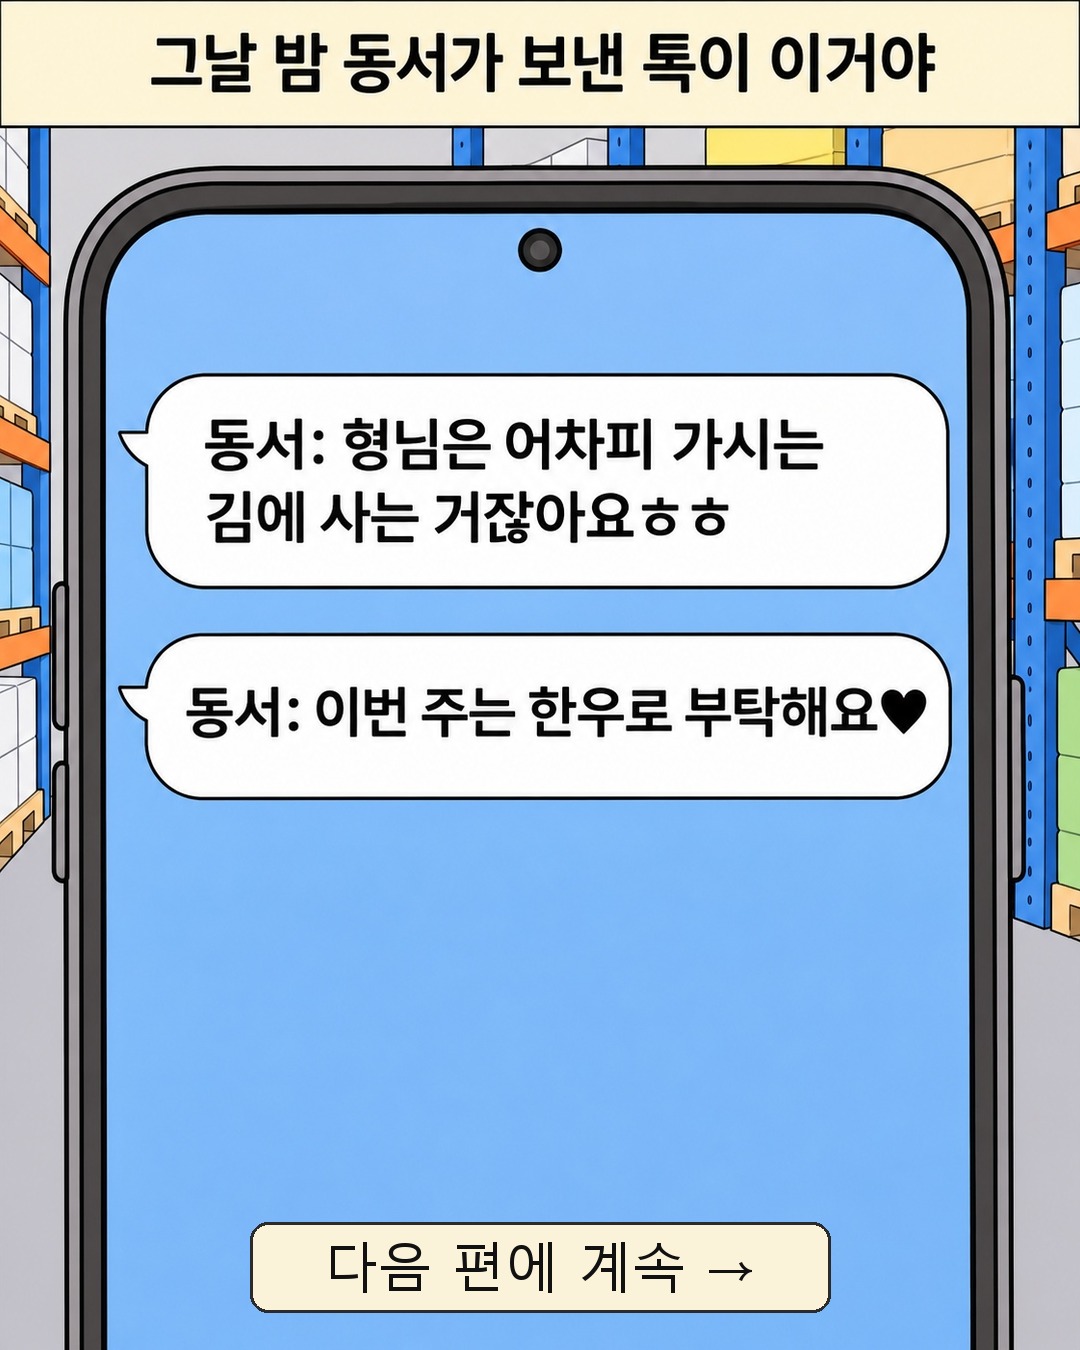 그날 밤 동서가 보낸 톡이 이거야
동서: 형님은 어차피 가시는
김에 사는 거잖아요ㅎㅎ
동서: 이번 주는 한우로 부탁해요♥
다음 편에 계속 →